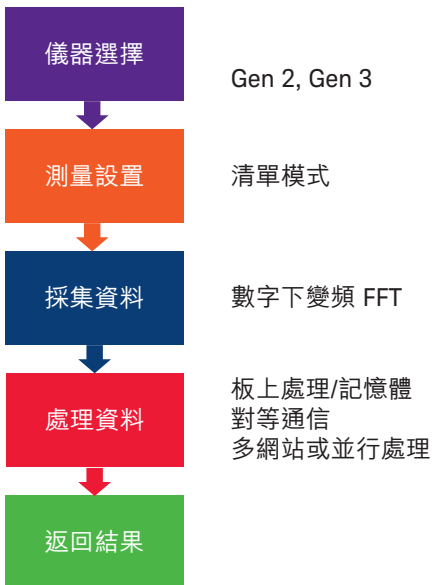 儀器選擇
Gen 2, Gen 3
測量設置
清單模式
採集資料
數字下變頻 FFT
處理資料
板上處理/記憶體
對等通信
多網站或並行處理
返回結果